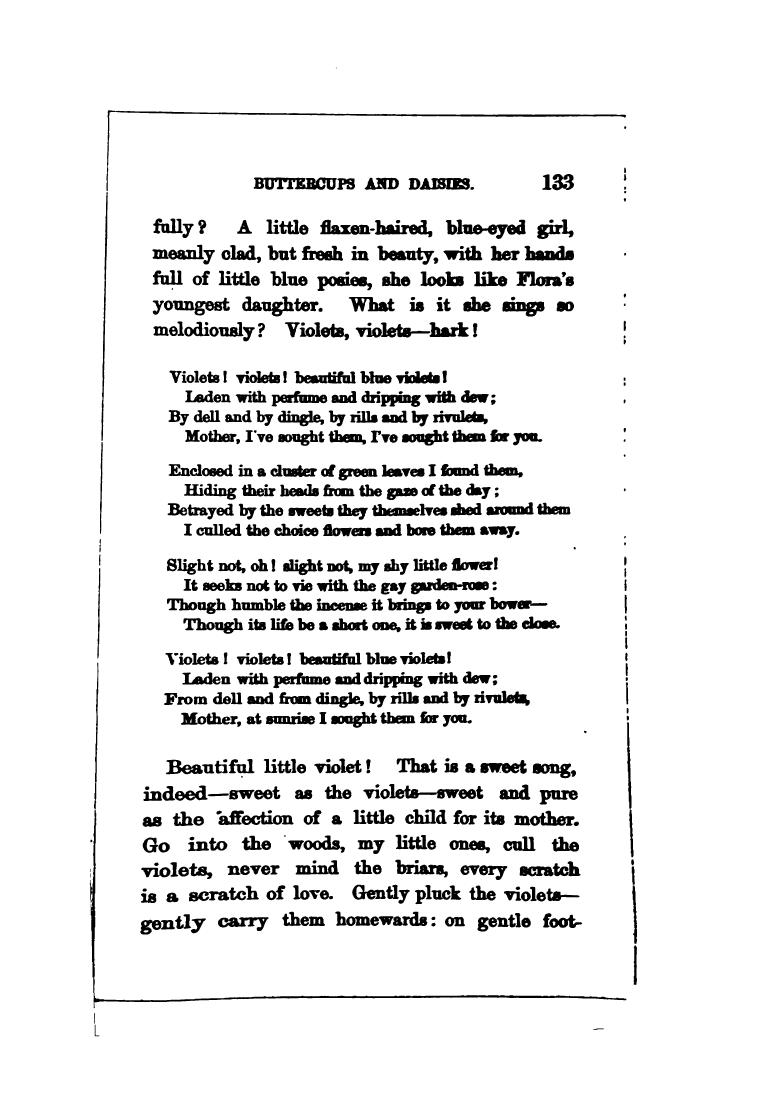 BUTTERCUPS AND DAISIES. 133
fully? A little flaxen-haired, blue-eyed girl,
meanly clad, but fresh in beauty, with her hands
full of little blue posies, she looks like Flora's
youngest daughter. What is it she sings so
melodiously? Violets, violets—hark!
Violets! violets! beautiful blue violets!
Laden with perfume and dripping with dew;
By dell and by dingle, by rills and by rivulets,
Mother, I've sought them, I've sought them for you.
Enclosed in a cluster of green leaves I found them,
Hiding their heads from the gaze of the day;
Betrayed by the sweets they themselves shed around them
I culled the choice flowers and bore them away.
Slight not, oh! slight not, my shy little flower!
It seeks not to vie with the gay garden-rose:
Though humble the incense it brings to your bower—
Though its life be a short one, it is sweet to the close.
Violets! violets! beautiful blue violets!
Laden with perfume and dripping with dew;
From dell and from dingle, by rills and by rivulets,
Mother, at sunrise I sought them for you.
Beautiful little violet! That is a sweet song,
indeed—sweet as the violets—sweet and pure
as the affection of a little child for its mother.
Go into the woods, my little ones, cull the
violets, never mind the briars, every scratch
is a scratch of love. Gently pluck the violets—
gently carry them homewards: on gentle foot-